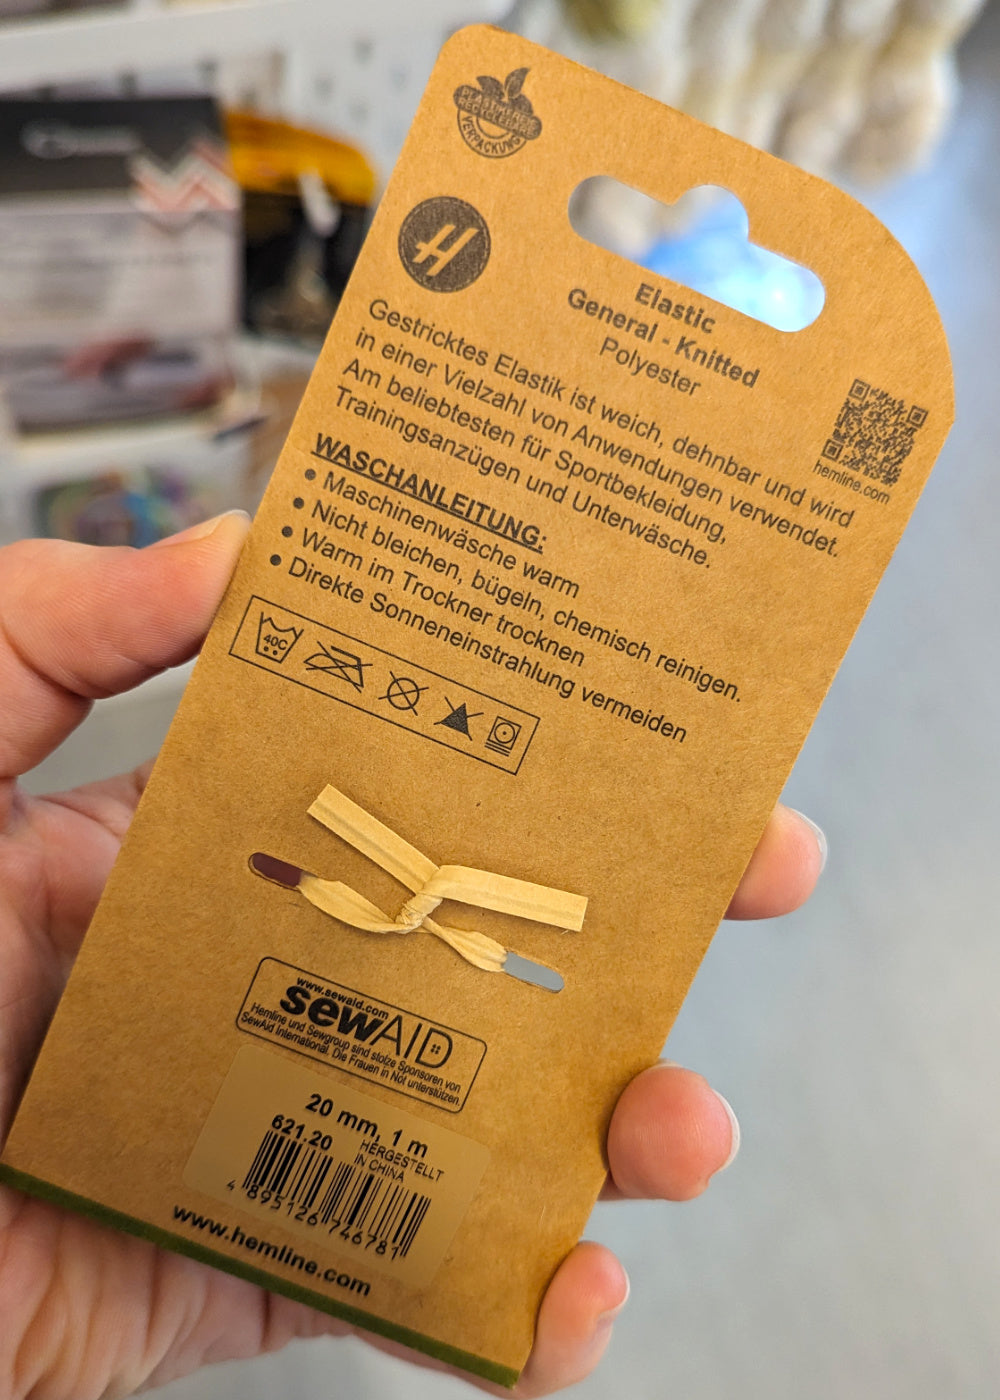 PLASTIKFREIE
RECYCELBARE
VERPACKUNG
H
Elastic
General - Knitted
Polyester
Gestricktes Elastik ist weich, dehnbar und wird
in einer Vielzahl von Anwendungen verwendet.
Am beliebtesten für Sportbekleidung,
Trainingsanzügen und Unterwäsche.
hemline.com
WASCHANLEITUNG:
• Maschinenwäsche warm
• Nicht bleichen, bügeln, chemisch reinigen.
• Warm im Trockner trocknen
• Direkte Sonneneinstrahlung vermeiden
40C
www.sewaid.com
sewAID
Hemline und Sewgroup sind stolze Sponsoren von
SewAid International. Die Frauen in Not unterstützen.
20 mm, 1 m
621.20
HERGESTELLT
IN CHINA
4 895126 746781
www.hemline.com